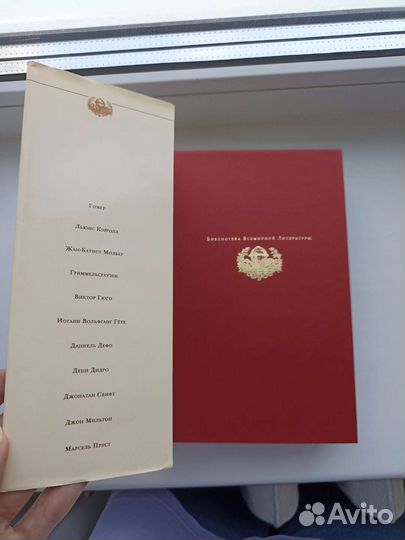 Гомер
Льюис Кэрролл
Жан-Батист Мольер
Гриммельсгаузен
Виктор Гюго
Иоганн Вольфганг Гёте
Даниель Дефо
Дени Дидро
Джонатан Свифт
Джон Мильтон
Марсель Пруст
Библиотека Всемирной Литературы
Avito